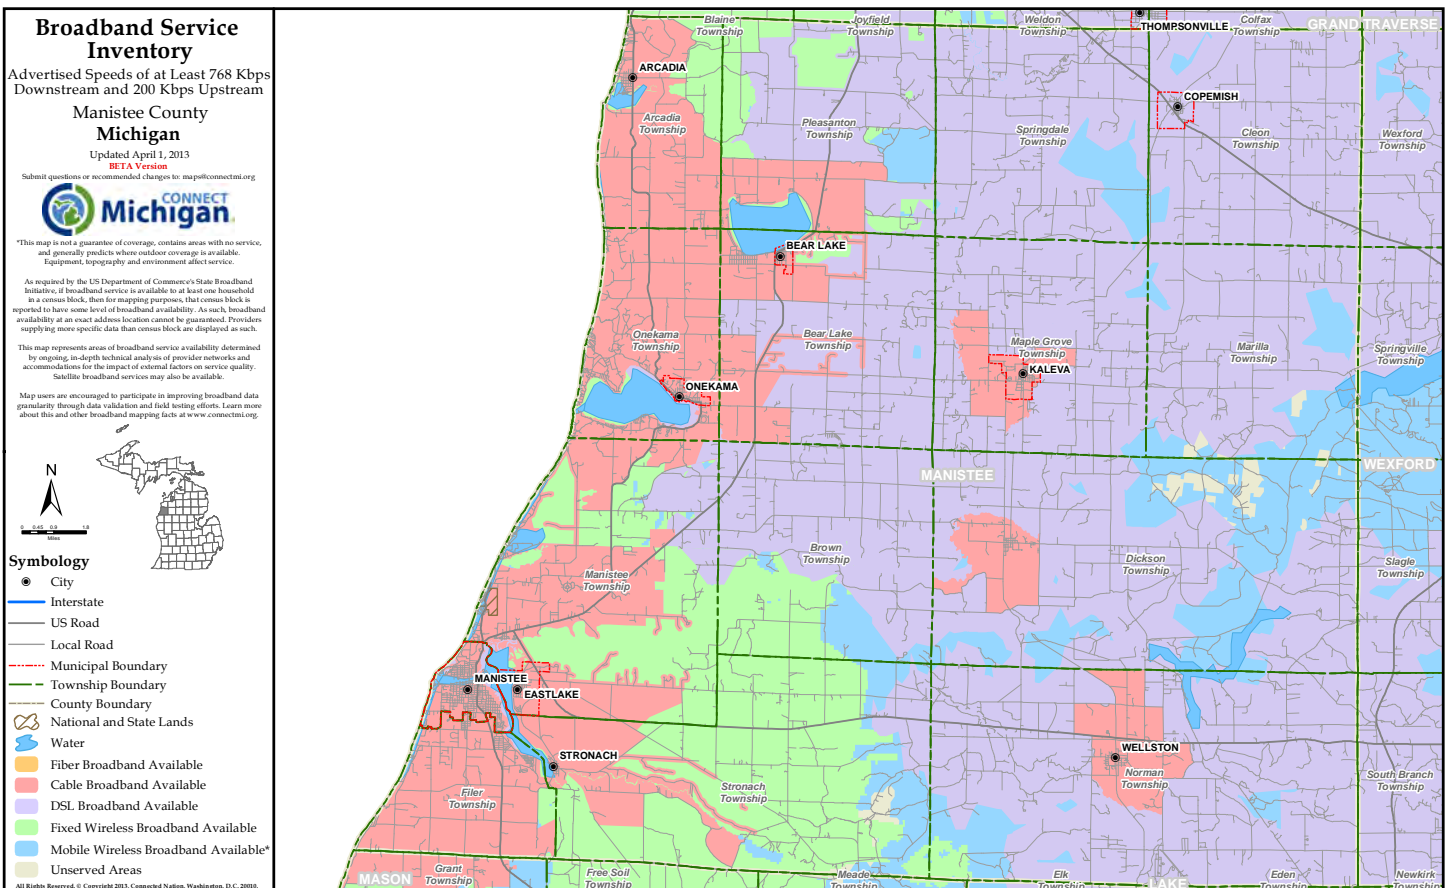 Broadband Service
Inventory
Advertised Speeds of at Least 768 Kbps
Downstream and 200 Kbps Upstream
Manistee County
Michigan
Updated April 1, 2013
BETA Version
Submit questions or recommended changes to: maps@connectmi.org
CONNECT
Michigan
*This map is not a guarantee of coverage, contains areas with no service,
and generally predicts where outdoor coverage is available.
Equipment, topography and environment affect service.
As required by the US Department of Commerce's State Broadband
Initiative, if broadband service is available to at least one household
in a census block, then for mapping purposes, that census block is
reported to have some level of broadband availability. As such, broadband
availability at an exact address location cannot be guaranteed. Providers
supplying more specific data than census block are displayed as such.
This map represents areas of broadband service availability determined
by ongoing, in-depth technical analysis of provider networks and
accommodations for the impact of external factors on service quality.
Satellite broadband services may also be available.
Map users are encouraged to participate in improving broadband data
granularity through data validation and field testing efforts. Learn more
about this and other broadband mapping facts at www.connectmi.org.
N
0 0.45 0.9 1.8
Miles
Symbology
City
Interstate
US Road
Local Road
Municipal Boundary
Township Boundary
County Boundary
National and State Lands
Water
Fiber Broadband Available
Cable Broadband Available
DSL Broadband Available
Fixed Wireless Broadband Available
Mobile Wireless Broadband Available*
Unserved Areas
All Rights Reserved. © Copyright 2013, Connected Nation, Washington, D.C. 20010.
Blaine
Township
Joyfield
Township
Weldon
Township
THOMPSONVILLE
Colfax
Township
GRAND TRAVERSE
ARCADIA
COPEMISH
Arcadia
Township
Pleasanton
Township
Springdale
Township
Cleon
Township
Wexford
Township
BEAR LAKE
Onekama
Township
Bear Lake
Township
Maple Grove
Township
Marilla
Township
Springville
Township
KALEVA
ONEKAMA
MANISTEE
WEXFORD
Brown
Township
Dickson
Township
Slagle
Township
Manistee
Township
MANISTEE
EASTLAKE
STRONACH
WELLSTON
Filer
Township
Stronach
Township
Norman
Township
South Branch
Township
MASON
Grant
Township
Free Soil
Township
Meade
Township
Elk
Township
LAKE
Eden
Township
Newkirk
Township